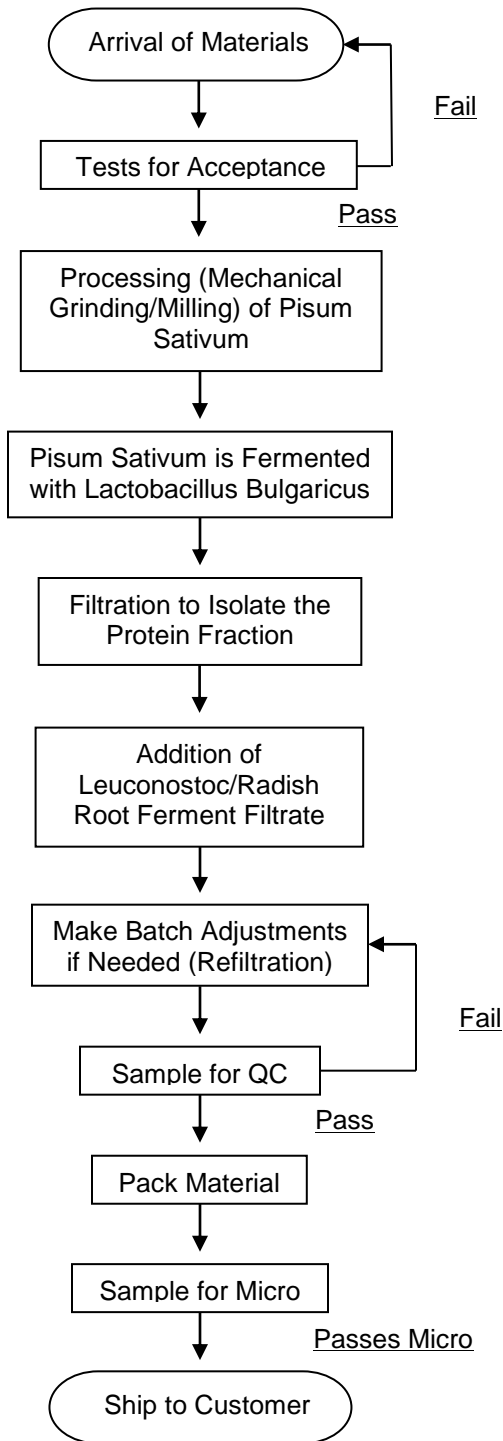 Arrival of Materials
Fail
Tests for Acceptance
Pass
Processing (Mechanical
Grinding/Milling) of Pisum
Sativum
Pisum Sativum is Fermented
with Lactobacillus Bulgaricus
Filtration to Isolate the
Protein Fraction
Addition of
Leuconostoc/Radish
Root Ferment Filtrate
Make Batch Adjustments
if Needed (Refiltration)
Fail
Sample for QC
Pass
Pack Material
Sample for Micro
Passes Micro
Ship to Customer